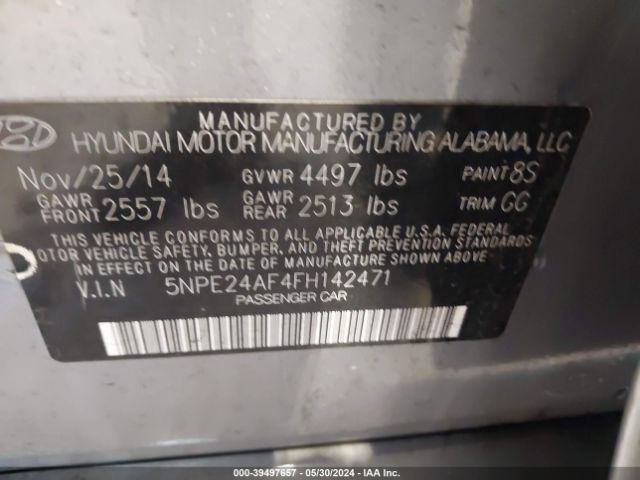 MANUFACTURED BY
HYUNDAI MOTOR MANUFACTURING ALABAMA, LLC
Nov/25/14 GVWR 4497 lbs PAINT 8S
GAWR FRONT 2557 lbs GAWR REAR 2513 lbs TRIM GG
THIS VEHICLE CONFORMS TO ALL APPLICABLE U.S.A. FEDERAL
OTOR VEHICLE SAFETY, BUMPER, AND THEFT PREVENTION STANDARDS
IN EFFECT ON THE DATE OF MANUFACTURE SHOWN ABOVE
V.I.N 5NPE24AF4FH142471
PASSENGER CAR
000-39497657 - 05/30/2024 - IAA Inc.